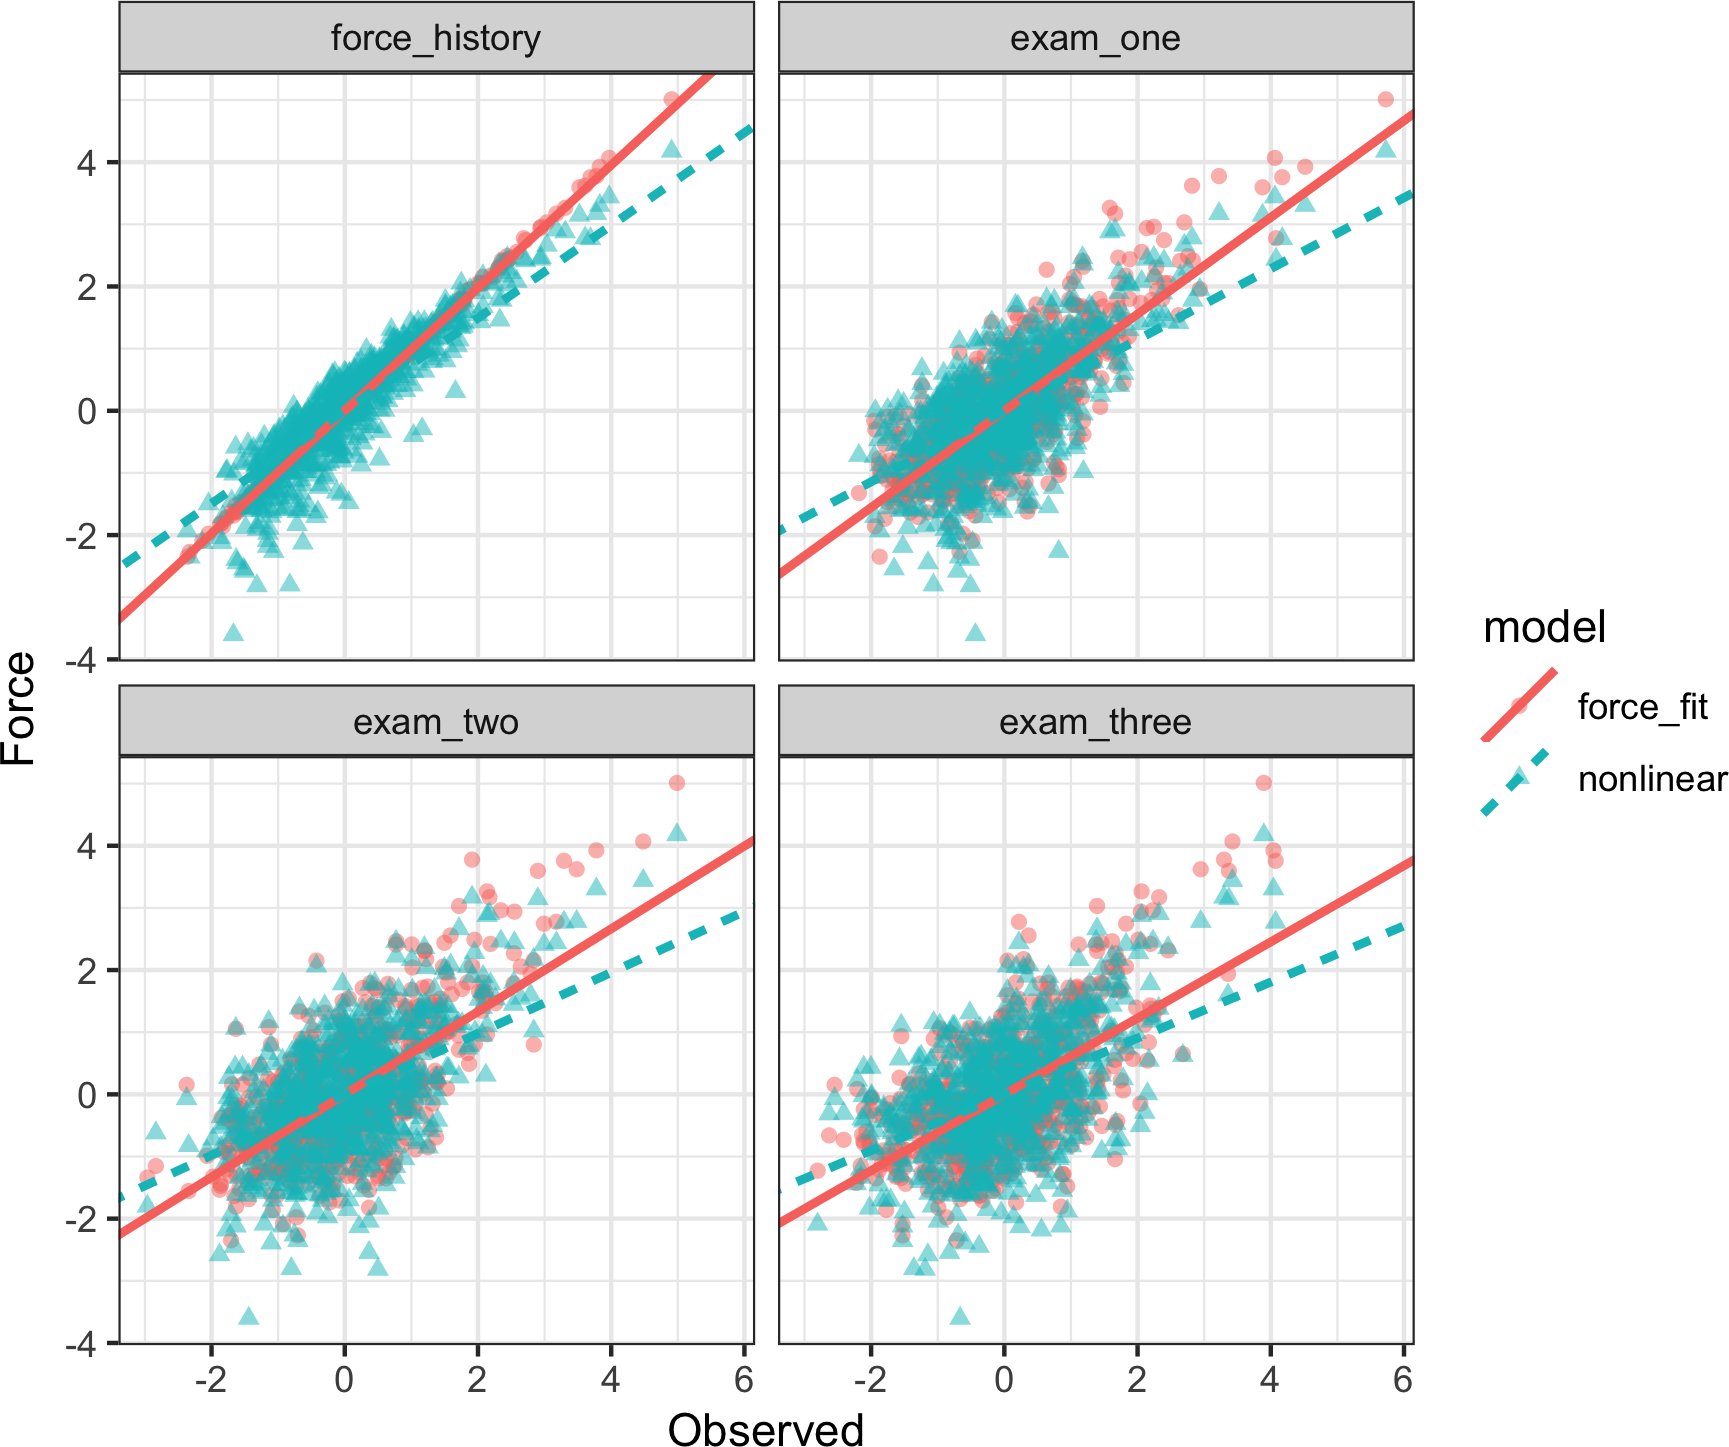 force_history
exam_one
4
2
0
-2
-4
exam_two
exam_three
4
2
0
-2
-4
-2 0 2 4 6
-2 0 2 4 6
Observed
Force
model
force_fit
nonlinear